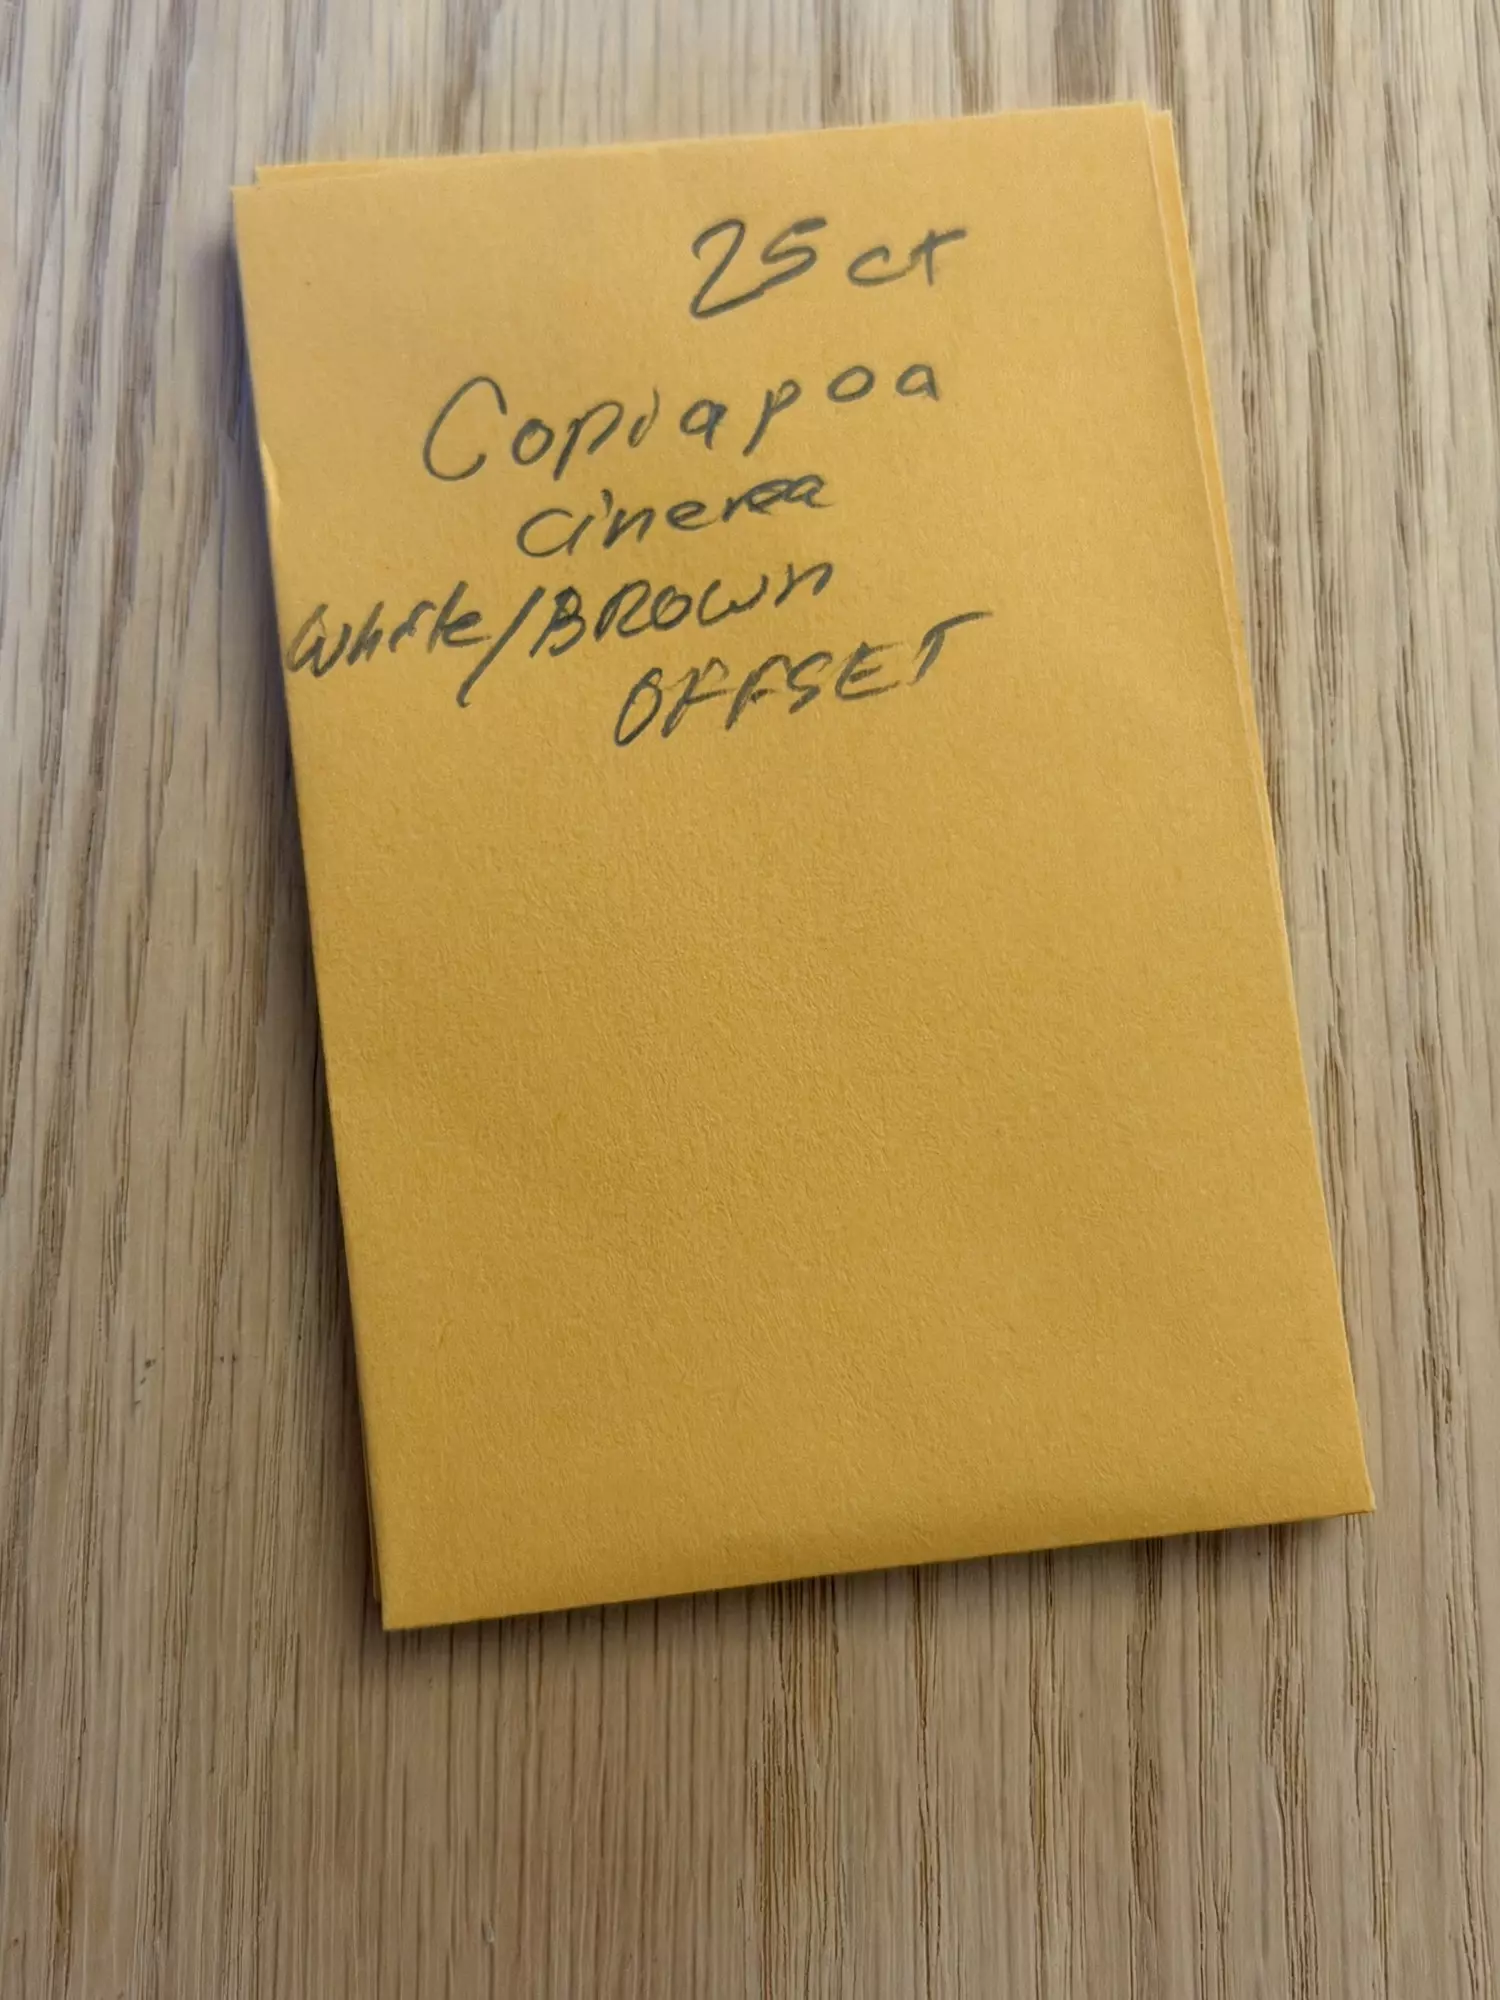 25 ct
Copiapoa
cinerea
White/BROWN
OFFSET